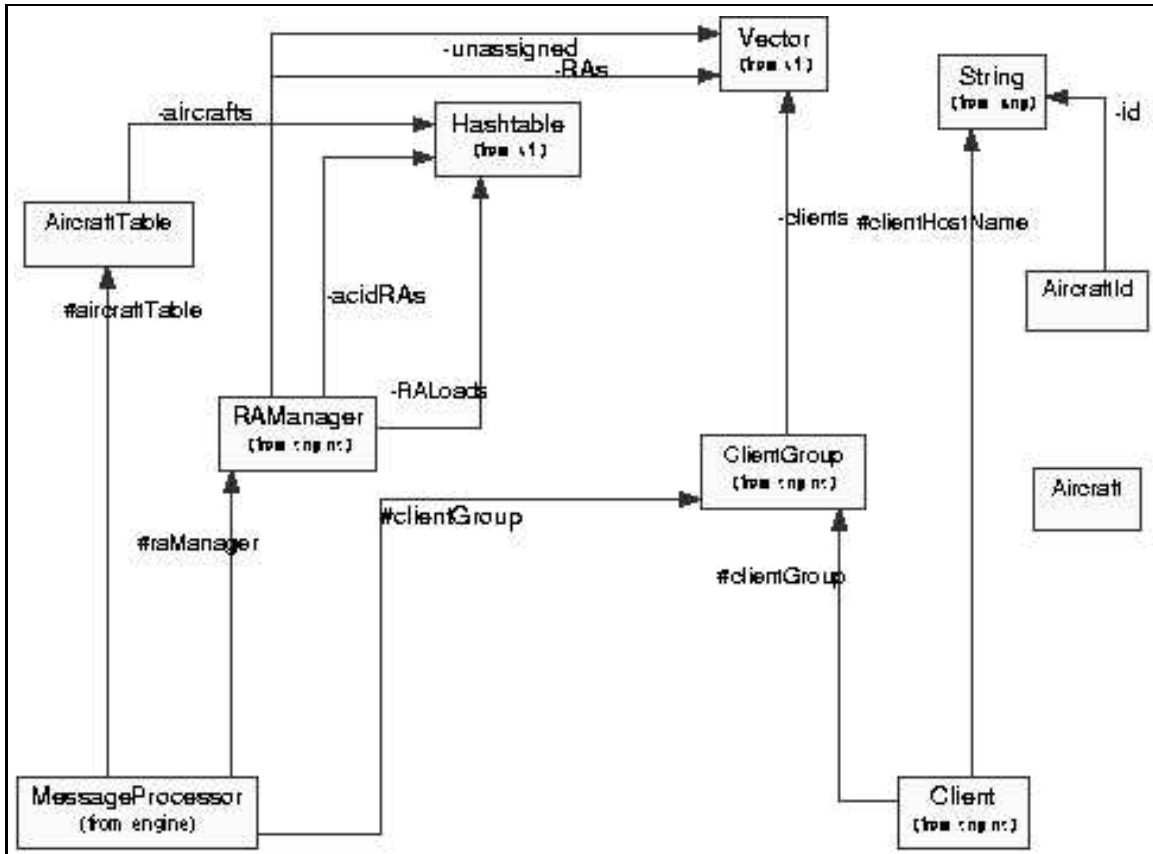 Vector
-unassigned
-RAs
String
-id
-aircrafts
Hashtable
AircraftTable
-clients
#clientHostName
-acidRAs
AircraftId
#aircraftTable
-RALoads
RAManager
ClientGroup
Aircraft
#clientGroup
#raManager
#clientGroup
MessageProcessor
(from engine)
Client